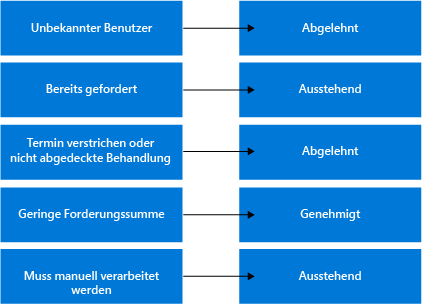 Unbekannter Benutzer
Abgelehnt
Bereits gefordert
Ausstehend
Termin verstrichen oder
nicht abgedeckte Behandlung
Abgelehnt
Geringe Forderungssumme
Genehmigt
Muss manuell verarbeitet
werden
Ausstehend